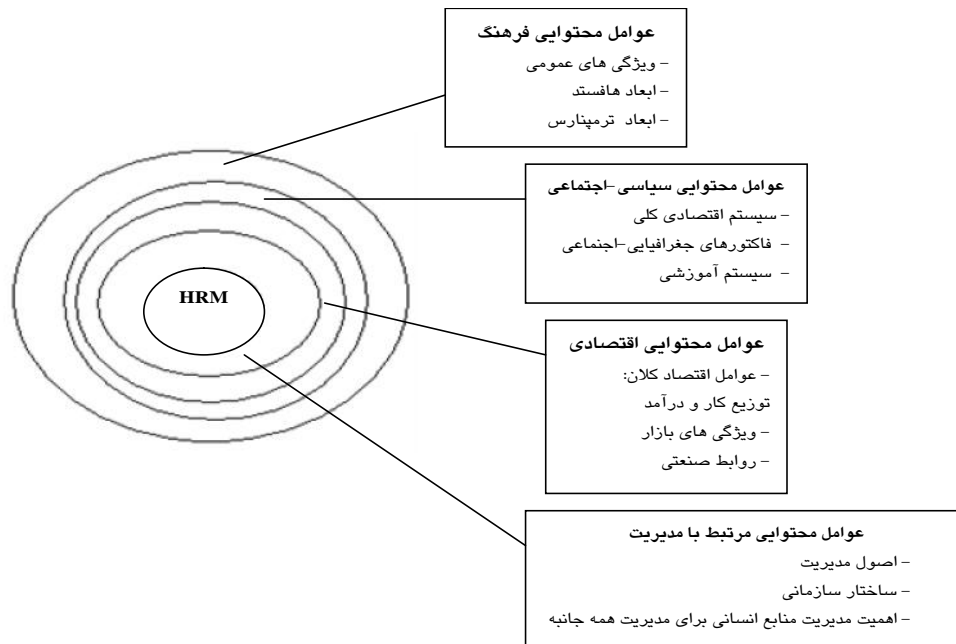 عوامل محتوایی فرهنگ
– ویژگی های عمومی
– ابعاد هافستد
– ابعاد ترمپنارس
عوامل محتوایی سیاسی-اجتماعی
– سیستم اقتصادی کلی
– فاکتورهای جغرافیایی-اجنماعی
– سیستم آموزشی
HRM
عوامل محتوایی اقتصادی
– عوامل اقتصاد کلان:
توزیع کار و درآمد
– ویژگی های بازار
– روابط صنعتی
عوامل محتوایی مرتبط با مدیریت
– اصول مدیریت
– ساختار سازمانی
– اهمیت مدیریت منابع انسانی برای مدیریت همه جانبه